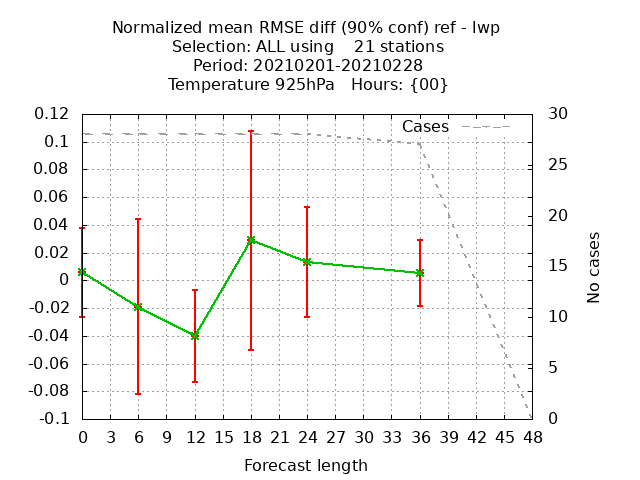 Normalized mean RMSE diff (90% conf) ref - lwp
Selection: ALL using    21 stations
Period: 20210201-20210228
Temperature 925hPa   Hours: {00}
Cases
0.12
0.1
0.08
0.06
0.04
0.02
0
-0.02
-0.04
-0.06
-0.08
-0.1
30
25
20
15
10
5
0
No cases
0 3 6 9 12 15 18 21 24 27 30 33 36 39 42 45 48
Forecast length